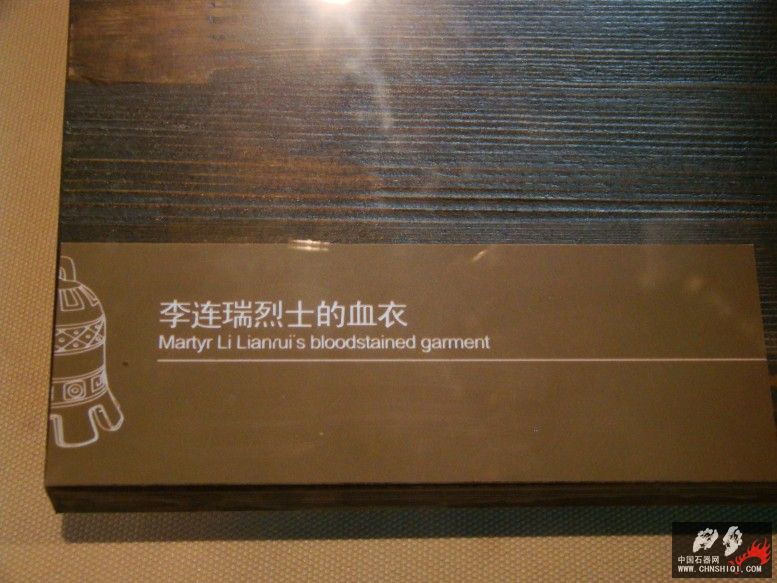 李连瑞烈士的血衣
Martyr Li Lianrui's bloodstained garment
中国石器网
WWW.CHNSHIQI.COM